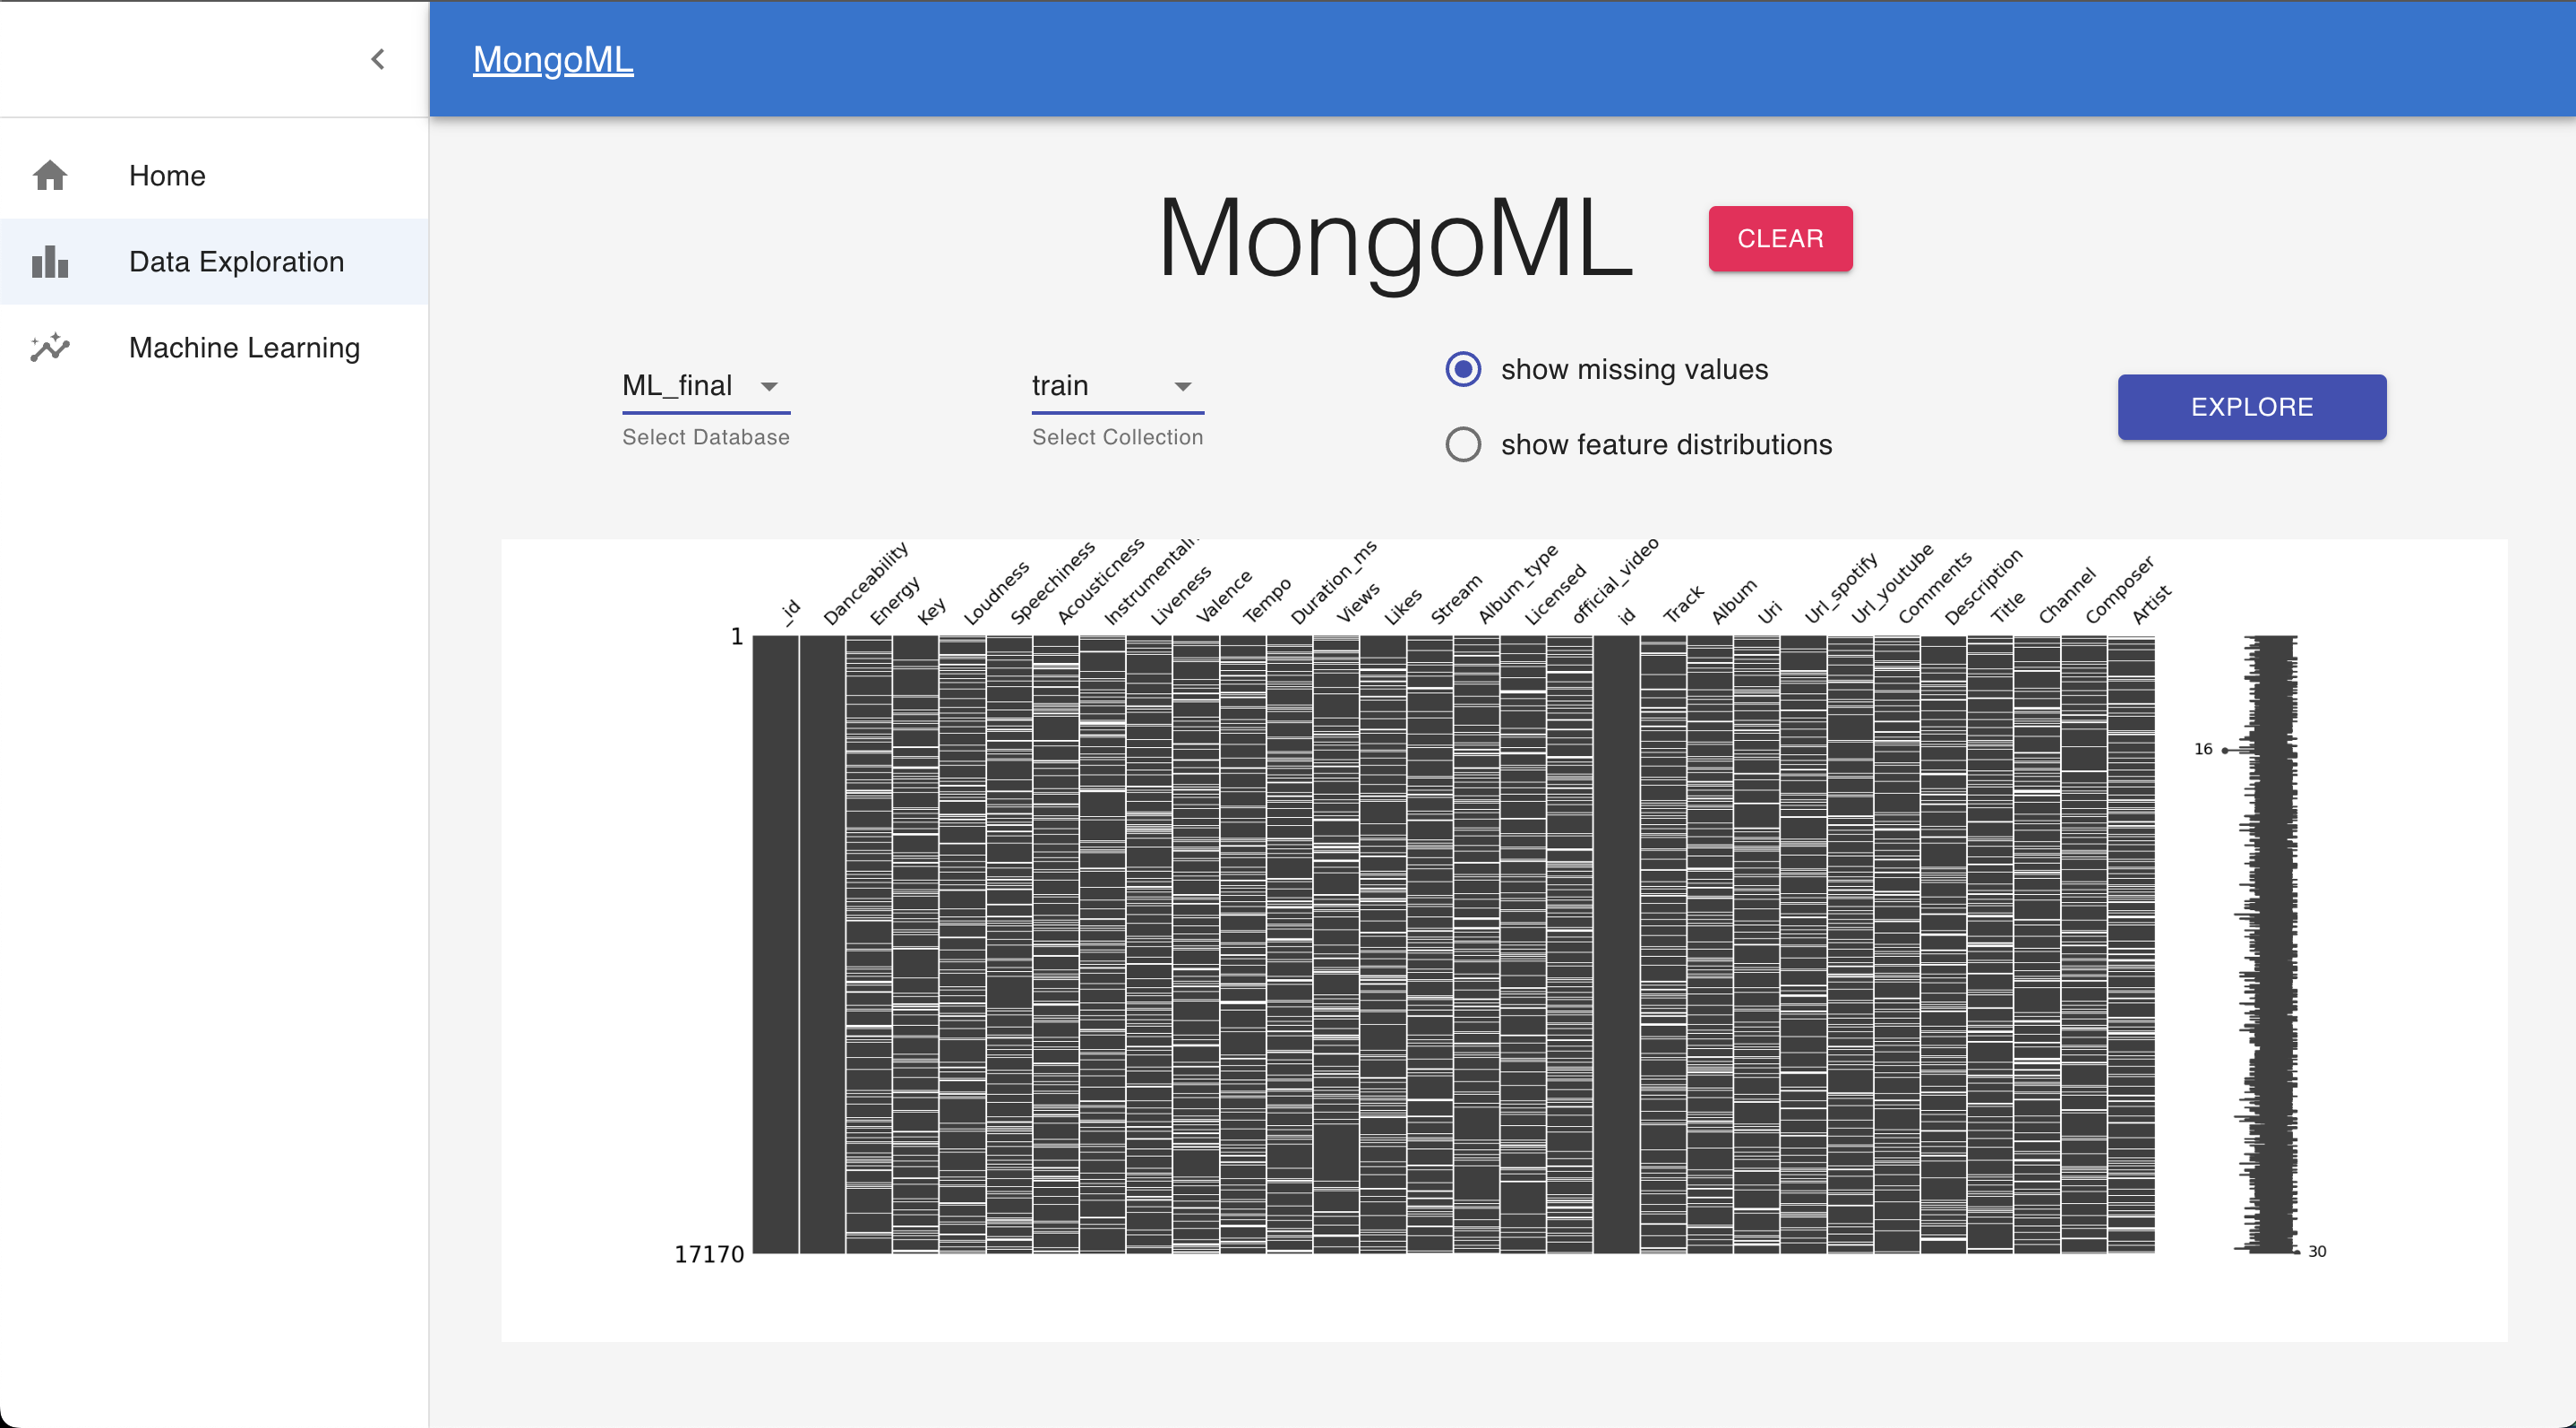 MongoML
Home
Data Exploration
Machine Learning
MongoML
CLEAR
ML_final
Select Database
train
Select Collection
show missing values
show feature distributions
EXPLORE
_id
Danceability
Energy
Key
Loudness
Speechiness
Acousticness
Liveness
Valence
Tempo
Duration_ms
Views
Likes
Stream
Album_type
Licensed
official_video
id
Track
Album
Uri
Url_spotify
Url_youtube
Comments
Description
Title
Channel
Composer
Artist
1
17170
16
30